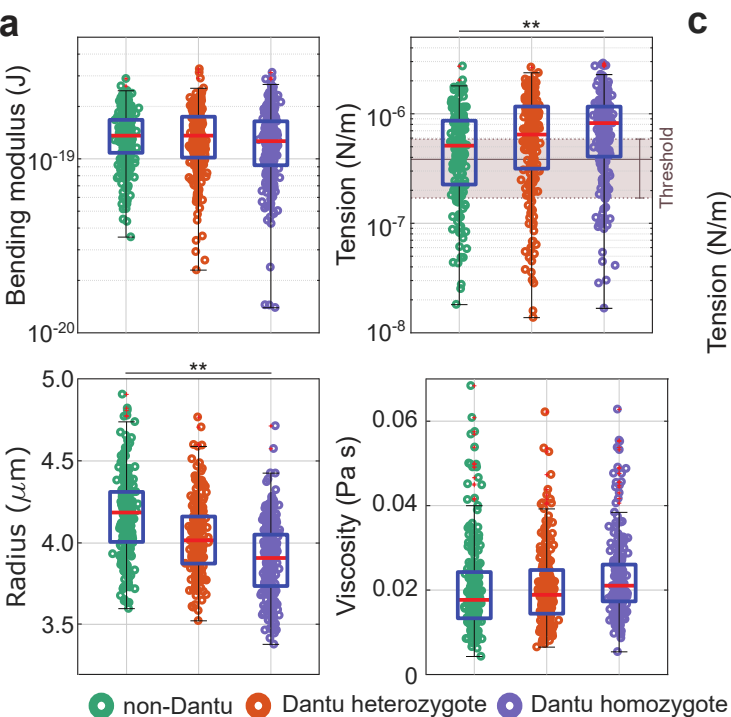 a
c
**
Bending modulus (J)
10-19
10-20
Tension (N/m)
10-6
10-7
10-8
Threshold
Tension (N/m)
**
Radius (μm)
5.0
4.5
4.0
3.5
Viscosity (Pa s)
0.06
0.04
0.02
0
non-Dantu Dantu heterozygote Dantu homozygote